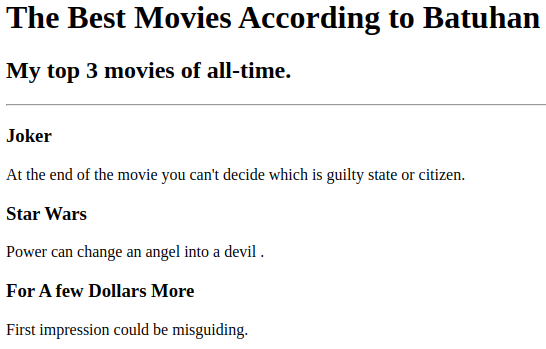 The Best Movies According to Batuhan
My top 3 movies of all-time.
Joker
At the end of the movie you can't decide which is guilty state or citizen.
Star Wars
Power can change an angel into a devil .
For A few Dollars More
First impression could be misguiding.